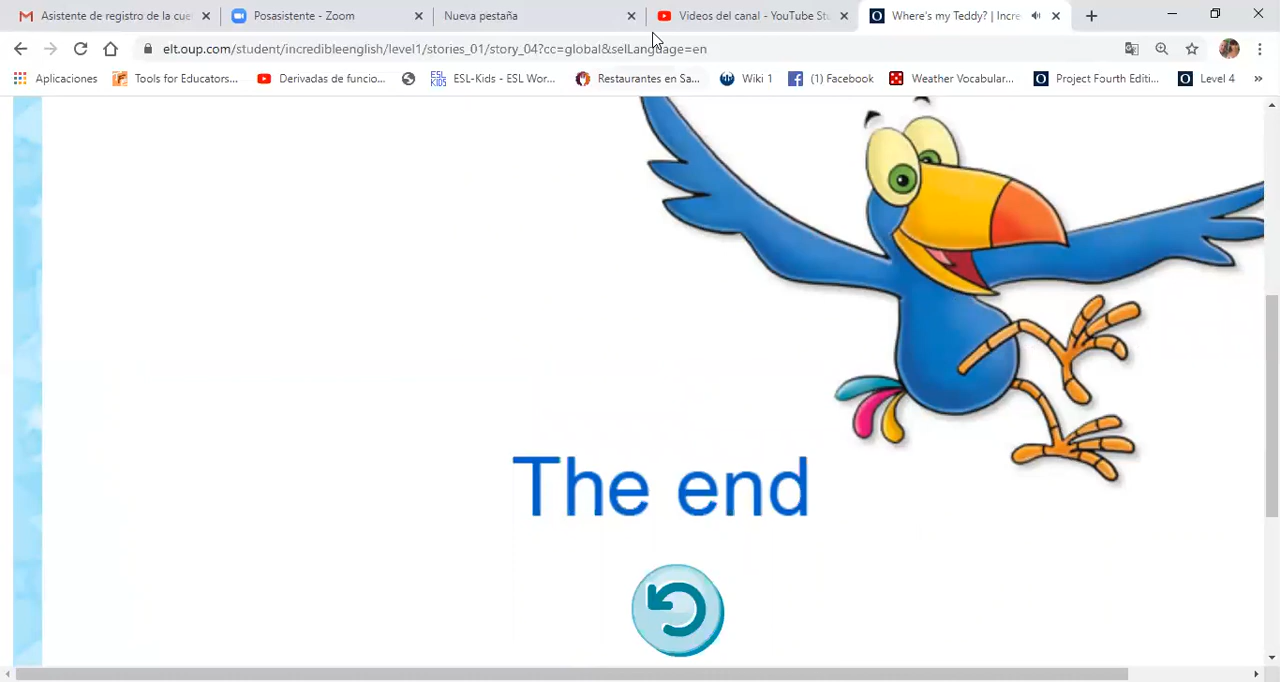 Asistente de registro de la cue
Posasistente - Zoom
Nueva pestaña
Videos del canal - YouTube Stu
Where's my Teddy? | Incre
elt.oup.com/student/incredibleenglish/level1/stories_01/story_04?cc=global&selLanguage=en
Aplicaciones
Tools for Educators...
Derivadas de funcio...
ESL-Kids - ESL Wor...
Restaurantes en Sa...
Wiki 1
(1) Facebook
Weather Vocabular...
Project Fourth Editi...
Level 4
»
The end